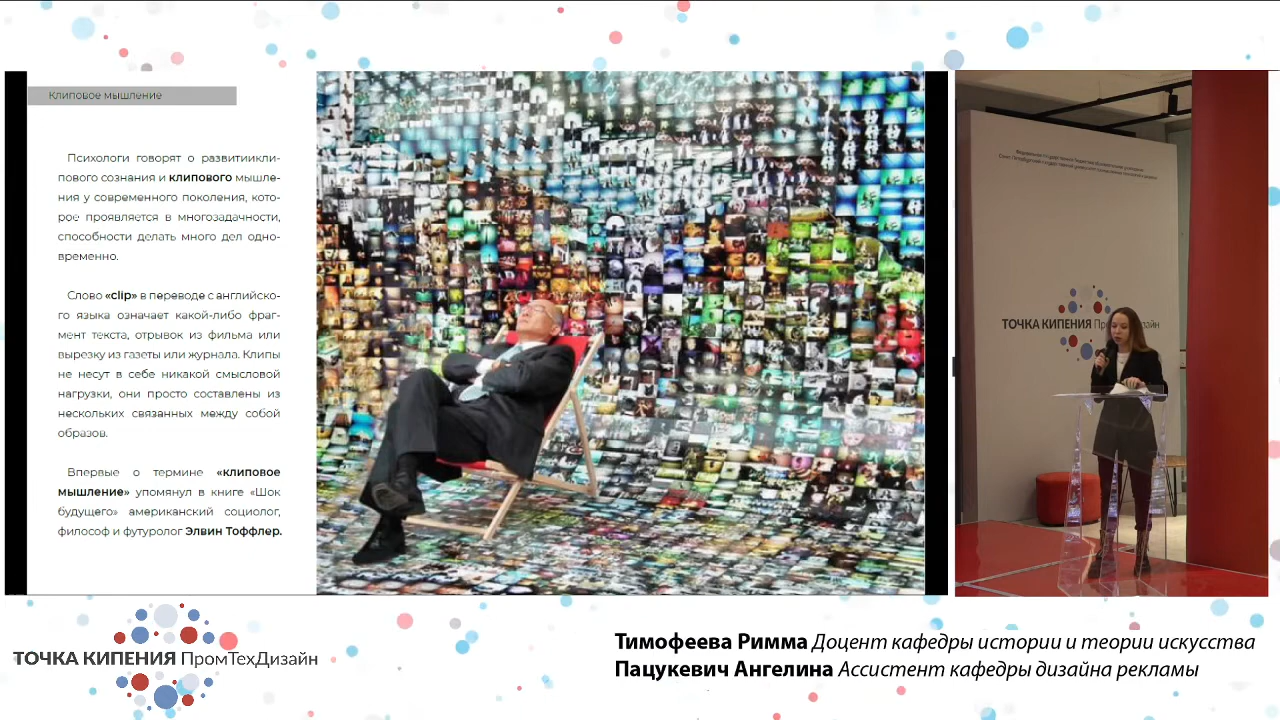 Клиповое мышление
Психологи говорят о развитиикли-
пового сознания и клипового мышле-
ния у современного поколения, кото-
рое проявляется в многозадачности,
способности делать много дел одно-
временно.
Слово «clip» в переводе с английско-
го языка означает какой-либо фраг-
мент текста, отрывок из фильма или
вырезку из газеты или журнала. Клипы
не несут в себе никакой смысловой
нагрузки, они просто составлены из
нескольких связанных между собой
образов.
Впервые о термине «клиповое
мышление» упомянул в книге «Шок
будущего» американский социолог,
философ и футуролог Элвин Тоффлер.
ТОЧКА КИПЕНИЯ ПромТехДизайн
ТОЧКА КИПЕНИЯ ПромТехДизайн
Тимофеева Римма Доцент кафедры истории и теории искусства
Пацукевич Ангелина Ассистент кафедры дизайна рекламы